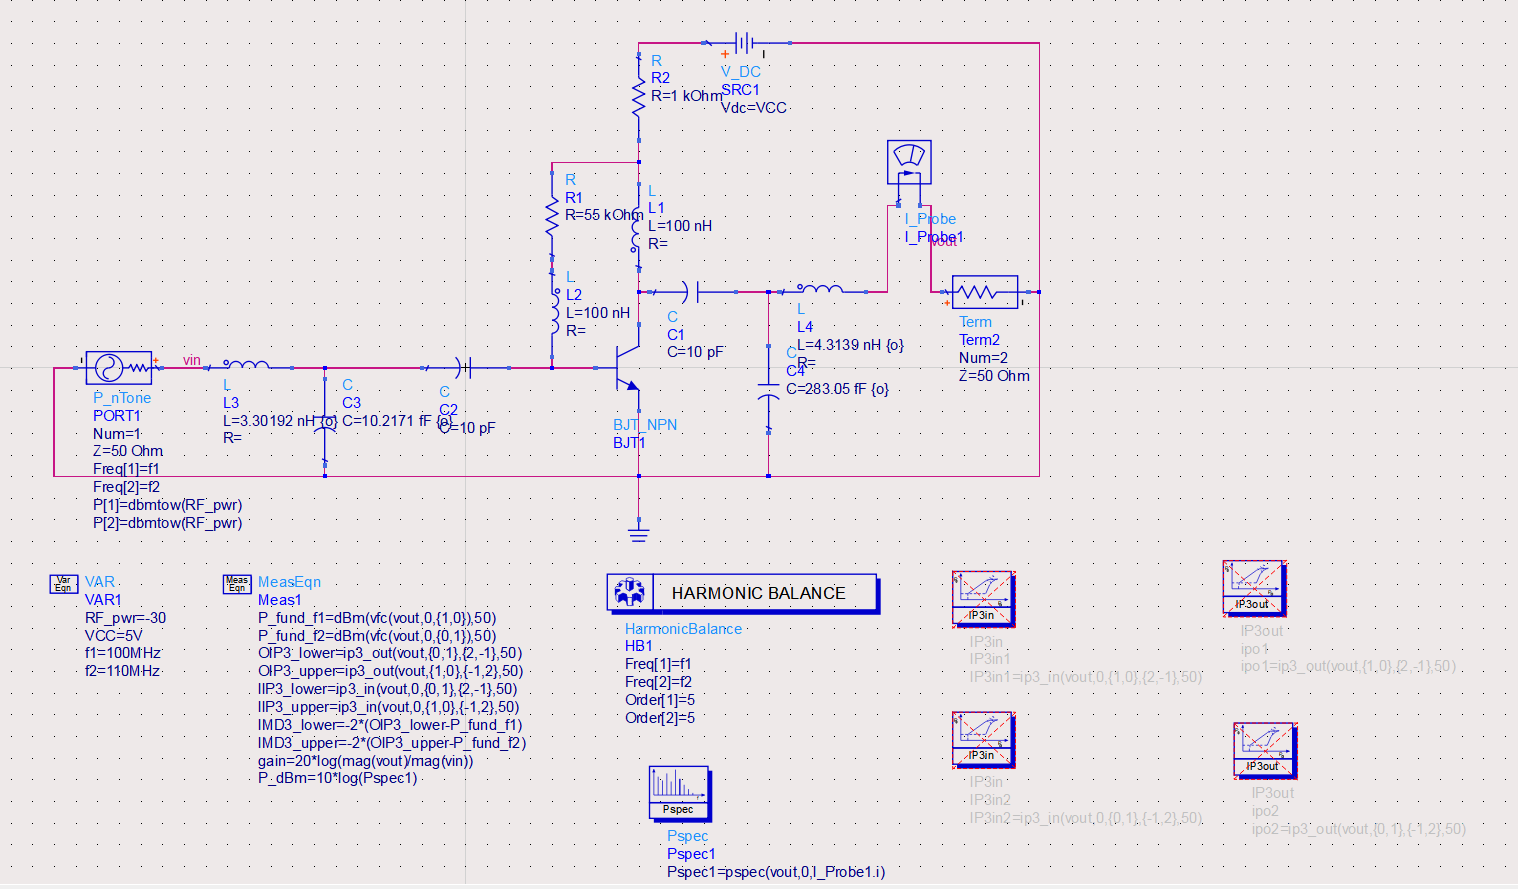 R
R2
R=1 kOhm
V_DC
SRC1
Vdc=VCC
R
R1
R=55 kOhm
L
L1
L=100 nH
R=
I_Probe
I_Probe1
vout
L
L2
L=100 nH
R=
C
C1
C=10 pF
L
L4
L=4.3139 nH {o}
R=
C
C4
C=283.05 fF {o}
Term
Term2
Num=2
Z=50 Ohm
vin
P_nTone
PORT1
Num=1
Z=50 Ohm
Freq[1]=f1
Freq[2]=f2
P[1]=dbmtow(RF_pwr)
P[2]=dbmtow(RF_pwr)
L
L3
L=3.30192 nH {o}
R=
C
C3
C=10.2171 fF {o}
C
C2
C=10 pF
BJT_NPN
BJT1
Var
Eqn
VAR
VAR1
RF_pwr=-30
VCC=5V
f1=100MHz
f2=110MHz
Meas
Eqn
MeasEqn
Meas1
P_fund_f1=dBm(vfc(vout,0,{1,0}),50)
P_fund_f2=dBm(vfc(vout,0,{0,1}),50)
OIP3_lower=ip3_out(vout,{0,1},{2,-1},50)
OIP3_upper=ip3_out(vout,{1,0},{-1,2},50)
IIP3_lower=ip3_in(vout,0,{0,1},{2,-1},50)
IIP3_upper=ip3_in(vout,0,{1,0},{-1,2},50)
IMD3_lower=-2*(OIP3_lower-P_fund_f1)
IMD3_upper=-2*(OIP3_upper-P_fund_f2)
gain=20*log(mag(vout)/mag(vin))
P_dBm=10*log(Pspec1)
HARMONIC BALANCE
HarmonicBalance
HB1
Freq[1]=f1
Freq[2]=f2
Order[1]=5
Order[2]=5
Pspec
Pspec
Pspec1
Pspec1=pspec(vout,0,I_Probe1.i)
IP3in
IP3in
IP3in1
IP3in1=ip3_in(vout,0,{1,0},{2,-1},50)
IP3in
IP3in
IP3in2
IP3in2=ip3_in(vout,0,{0,1},{-1,2},50)
IP3out
IP3out
ipo1
ipo1=ip3_out(vout,{1,0},{2,-1},50)
IP3out
IP3out
ipo2
ipo2=ip3_out(vout,{0,1},{-1,2},50)